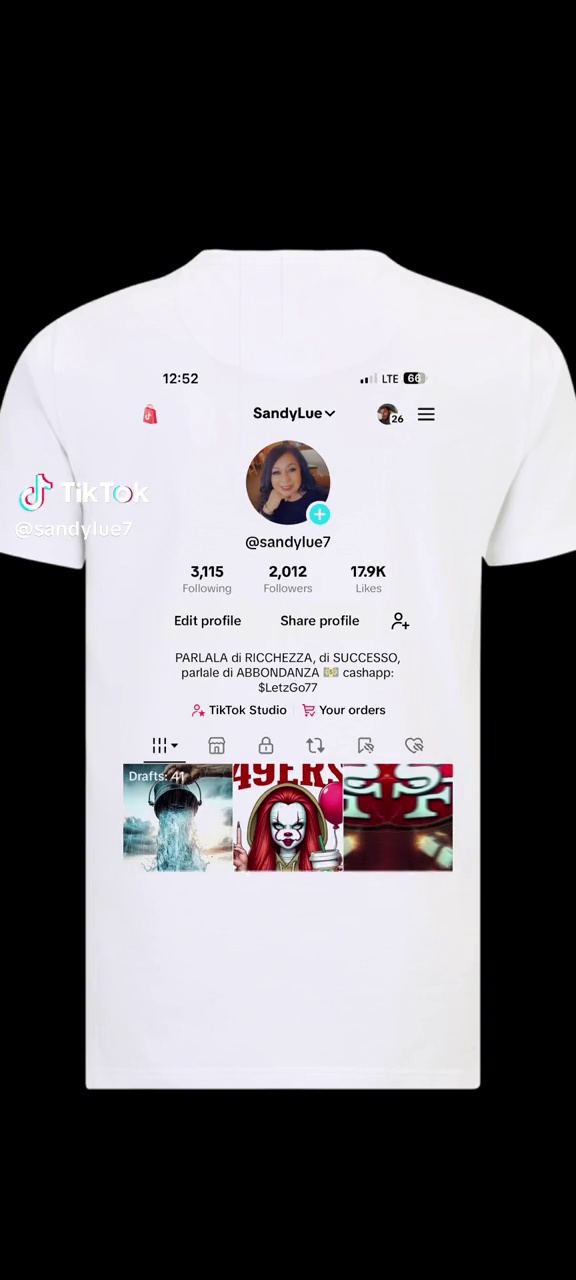 12:52 LTE 66
SandyLue
26
TikTok
@sandylue7
@sandylue7
3,115 2,012 17.9K
Following Followers Likes
Edit profile Share profile
PARLALA di RICCHEZZA, di SUCCESSO,
parlale di ABBONDANZA 💵 cashapp:
$LetzGo77
TikTok Studio Your orders
Drafts: 41
49ERS